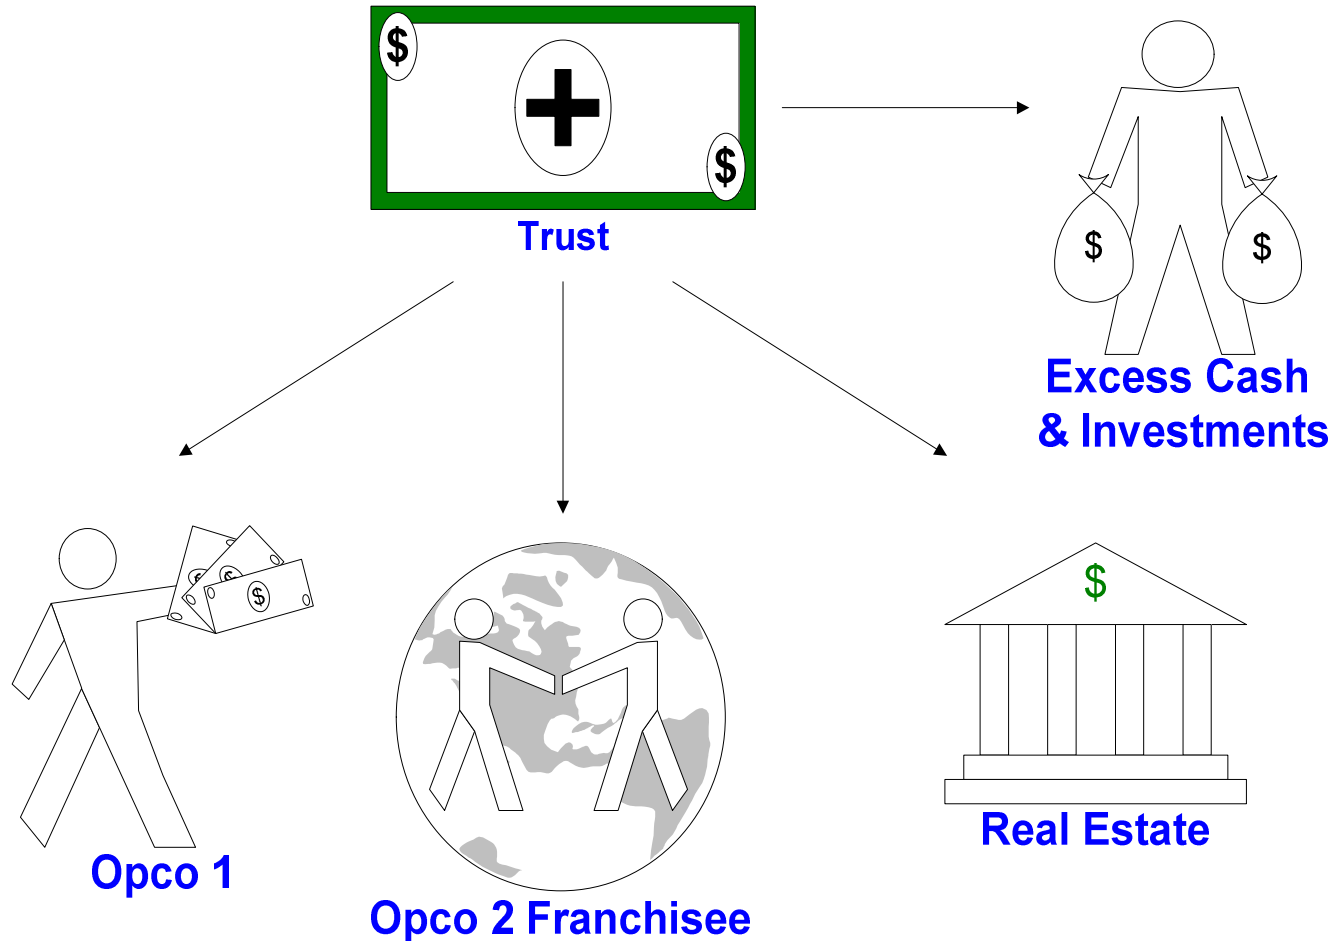 $
$
Trust
$
$
Excess Cash
& Investments
$
$
$
$
Opco 1
Opco 2 Franchisee
Real Estate